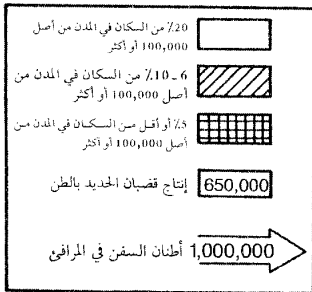 20٪ من السكان في المدن من أصل
100,000 أو أكثر
6 - 10٪ من السكان في المدن من
أصل 100,000 أو أكثر
5٪ أو أقل من السكان في المدن من
أصل 100,000 أو أكثر
إنتاج قضبان الحديد بالطن 650,000
أطنان السفن في المرافئ 1,000,000